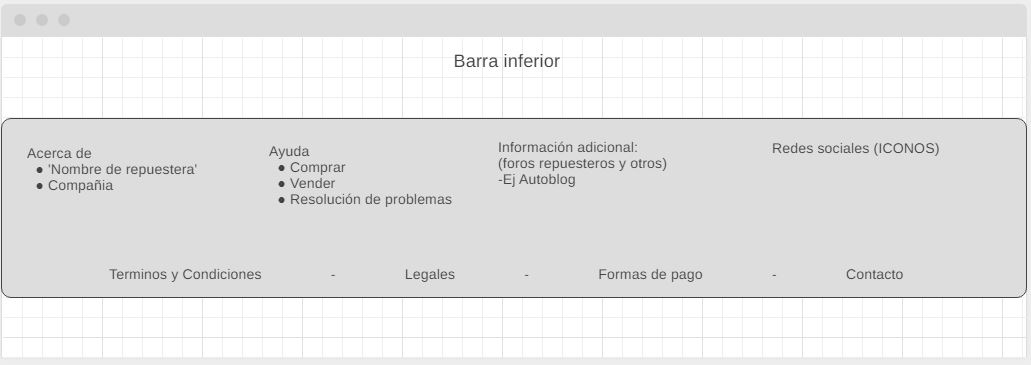 Barra inferior
Acerca de
● 'Nombre de repuestera'
● Compañia
Ayuda
● Comprar
● Vender
● Resolución de problemas
Información adicional:
(foros repuesteros y otros)
-Ej Autoblog
Redes sociales (ICONOS)
Terminos y Condiciones - Legales - Formas de pago - Contacto